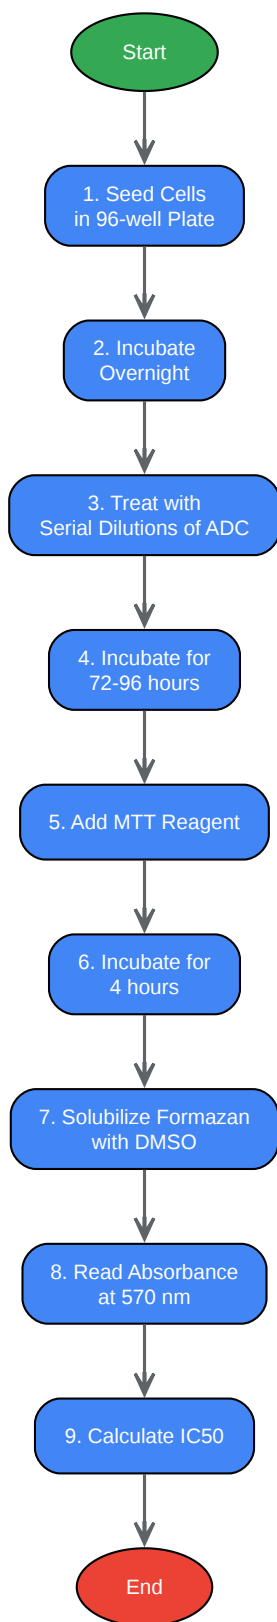 Start
1. Seed Cells
in 96-well Plate
2. Incubate
Overnight
3. Treat with
Serial Dilutions of ADC
4. Incubate for
72-96 hours
5. Add MTT Reagent
6. Incubate for
4 hours
7. Solubilize Formazan
with DMSO
8. Read Absorbance
at 570 nm
9. Calculate IC50
End